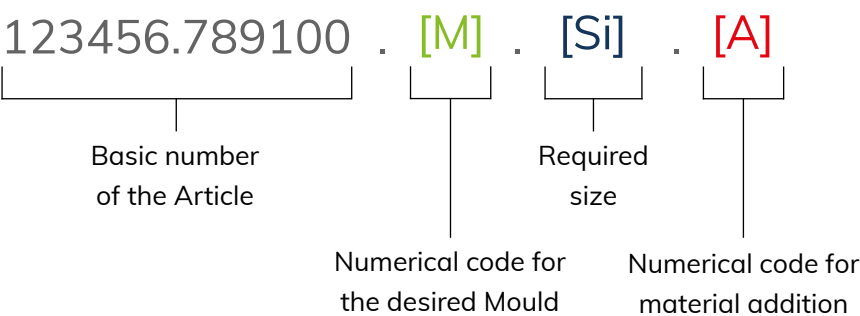 123456.789100 . [M] . [Si] . [A]
Basic number
of the Article
Required
size
Numerical code for
the desired Mould
Numerical code for
material addition